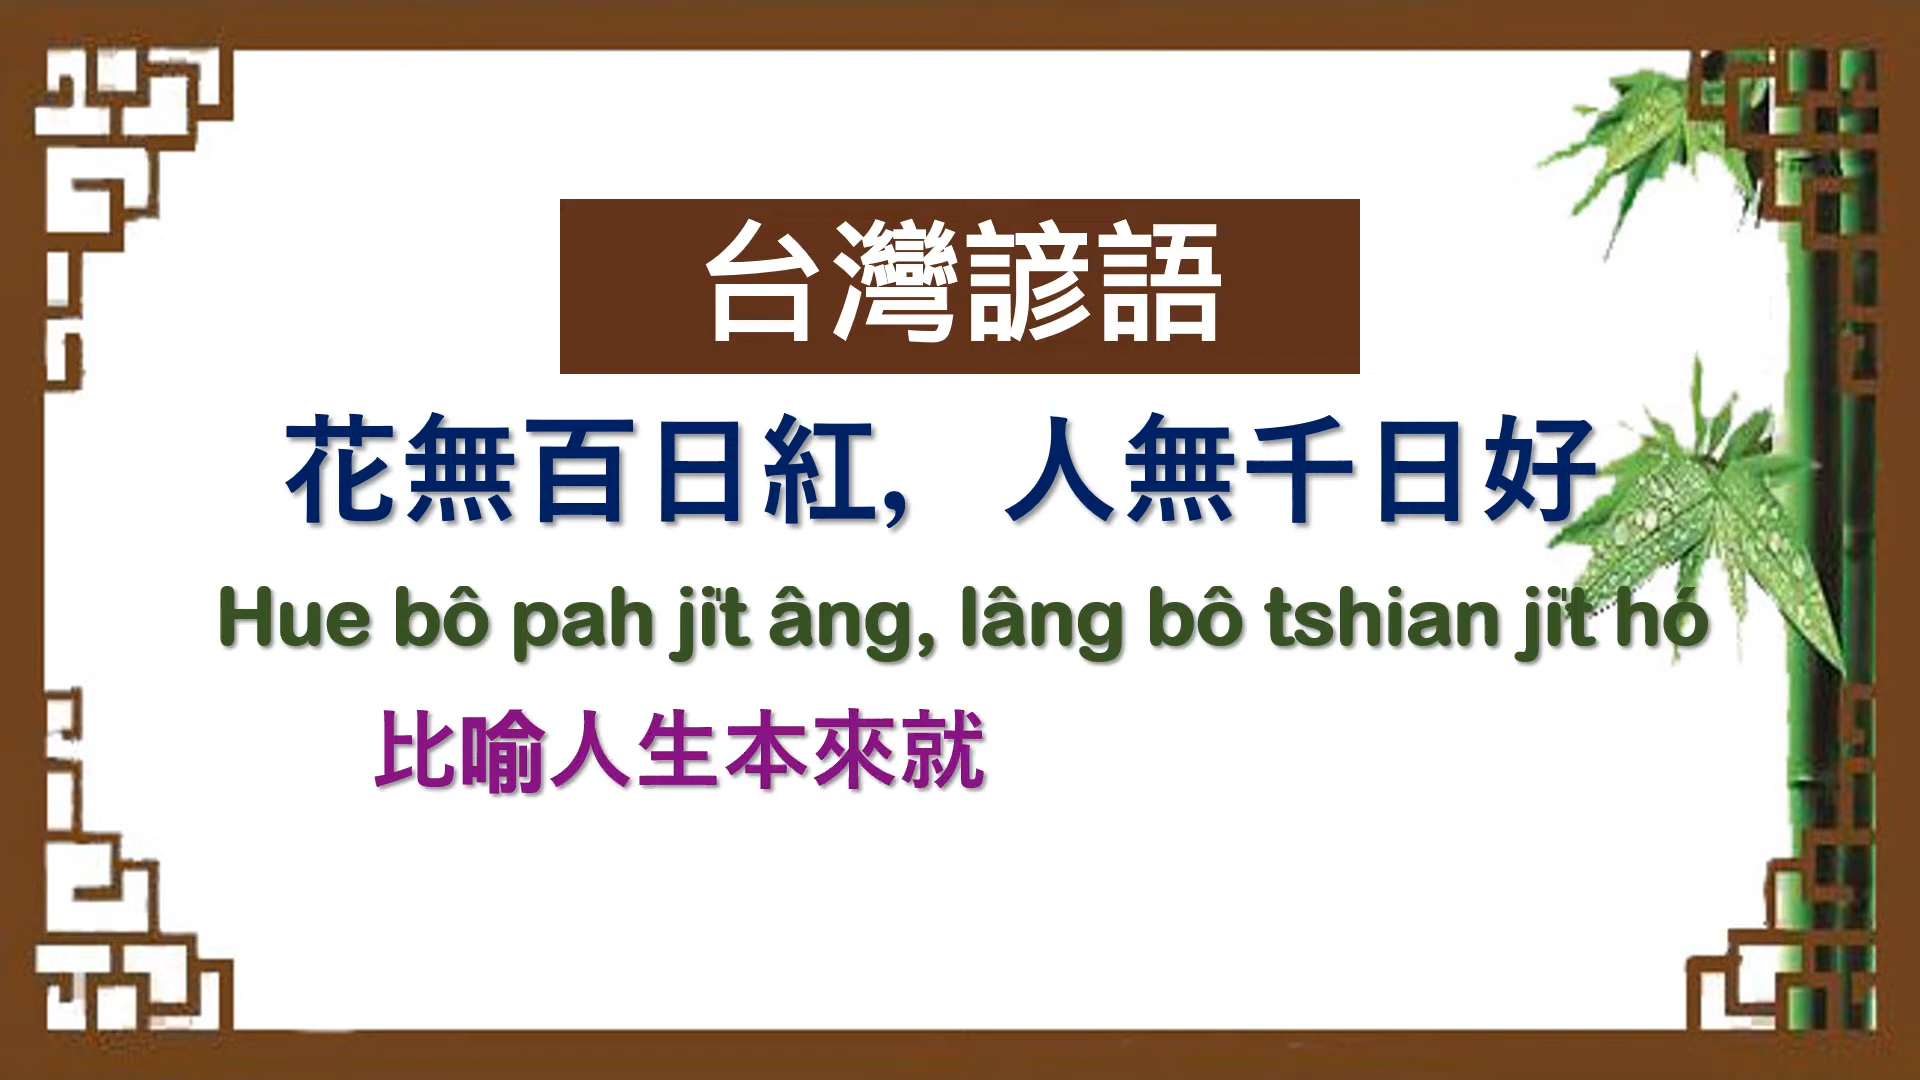 台灣諺語
花無百日紅, 人無千日好
Hue bô pah ji̍t âng, lâng bô tshian ji̍t hó
比喻人生本來就